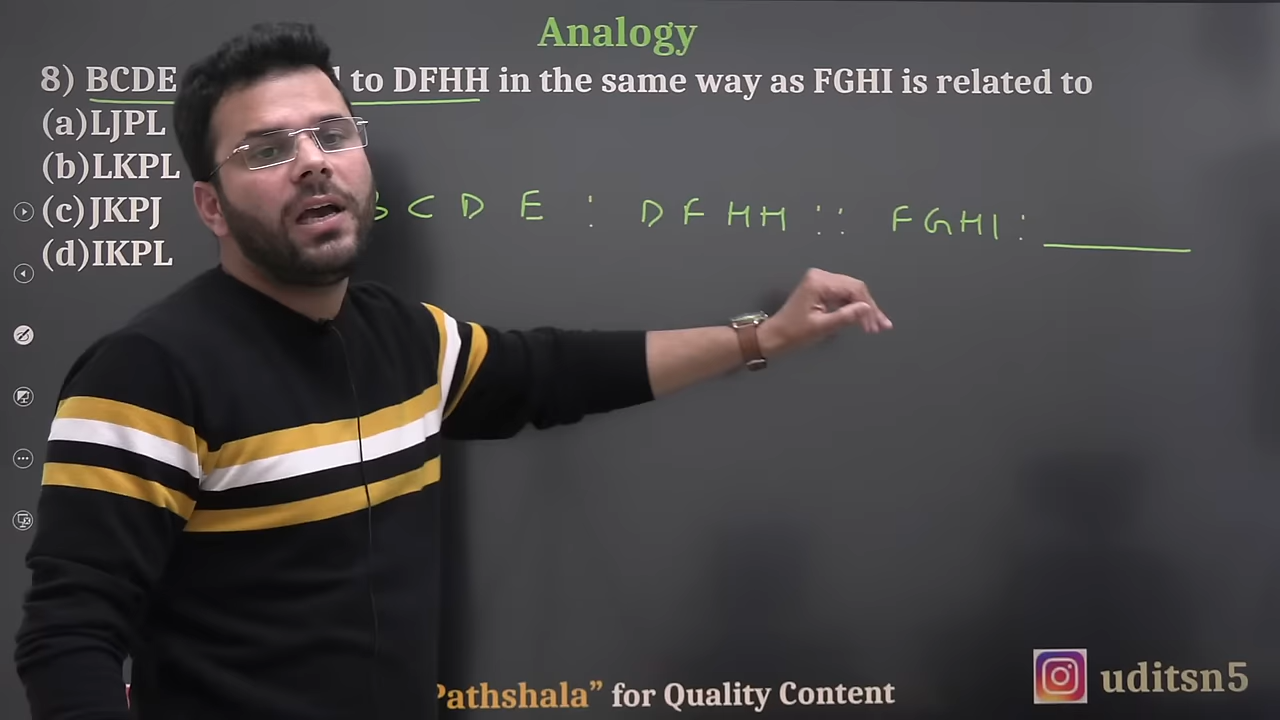 Analogy
8) BCDE to DFHH in the same way as FGHI is related to
(a)LJPL
(b)LKPL
(c)JKPJ
(d)IKPL
B C D E : D F H H :: F G H I : ______
Pathshala” for Quality Content
uditsn5